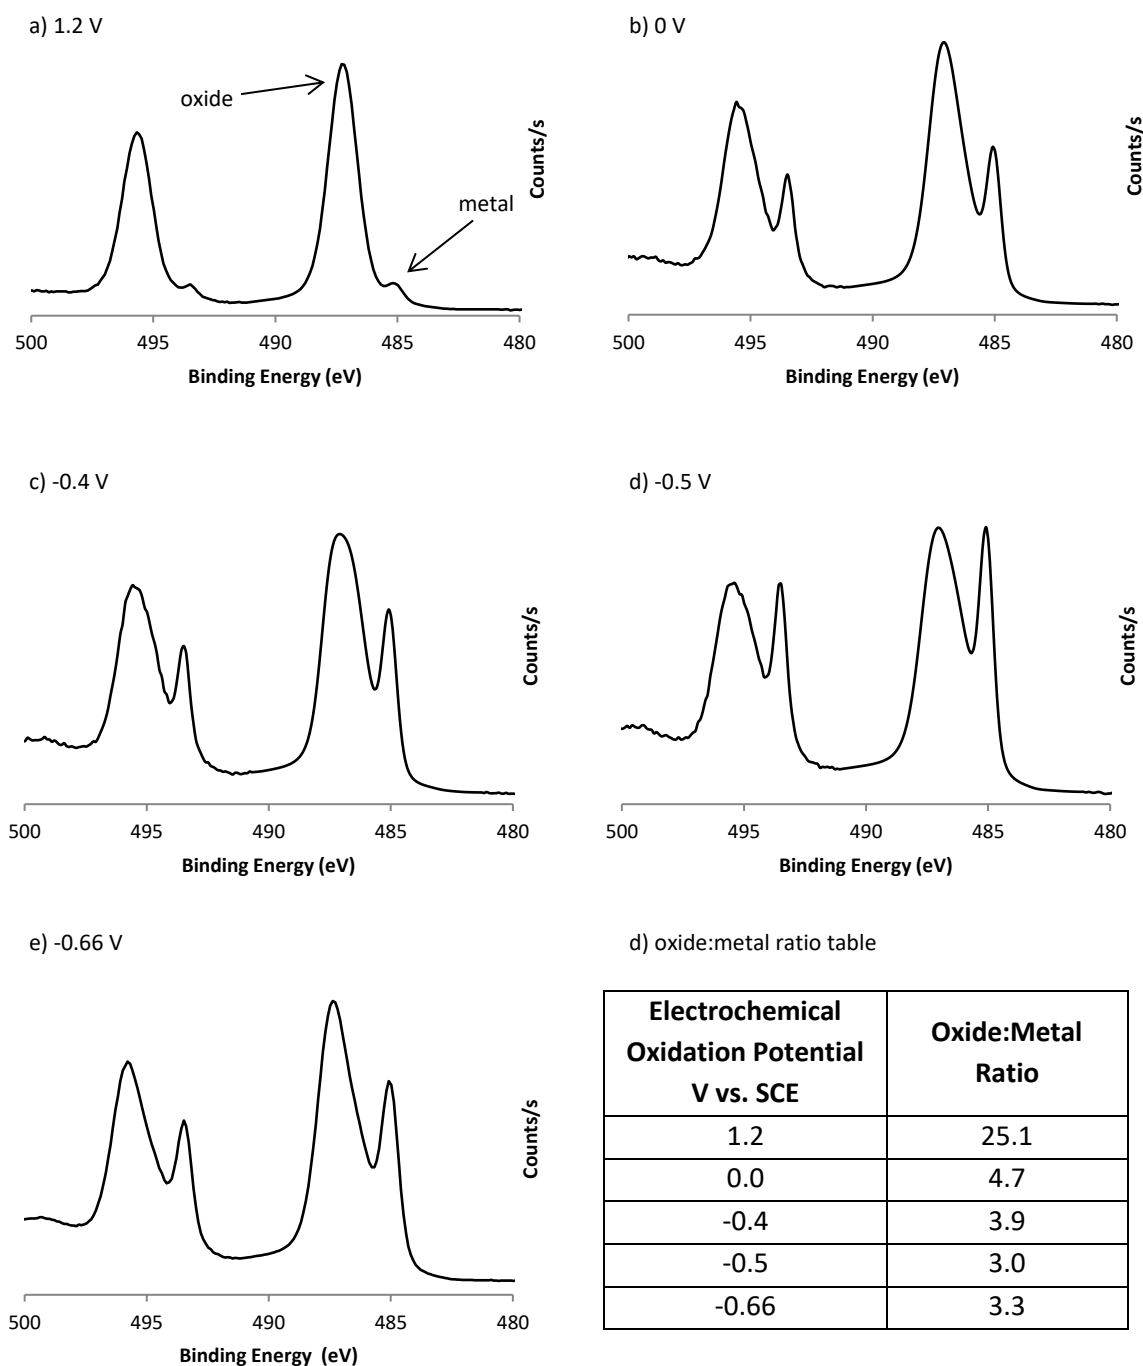 a) 1.2 V
oxide
metal
Counts/s
500 495 490 485 480
Binding Energy (eV)
b) 0 V
Counts/s
500 495 490 485 480
Binding Energy (eV)
c) -0.4 V
Counts/s
500 495 490 485 480
Binding Energy (eV)
d) -0.5 V
Counts/s
500 495 490 485 480
Binding Energy (eV)
e) -0.66 V
Counts/s
500 495 490 485 480
Binding Energy (eV)
d) oxide:metal ratio table
Electrochemical
Oxidation Potential
V vs. SCE
Oxide:Metal
Ratio
1.2 25.1
0.0 4.7
-0.4 3.9
-0.5 3.0
-0.66 3.3